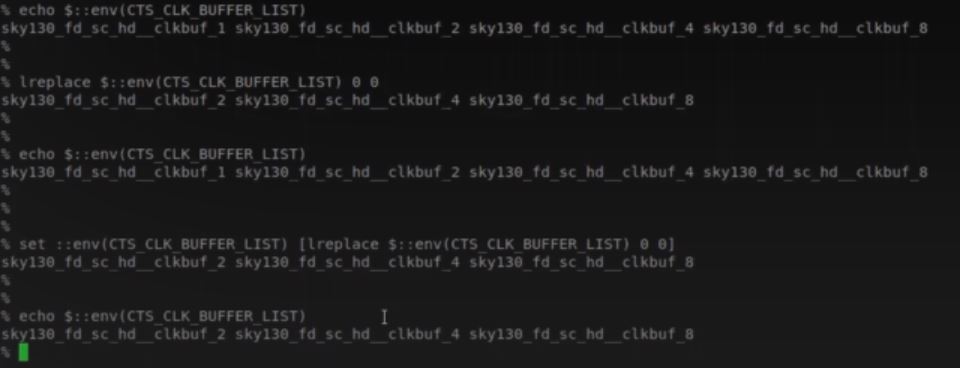 % echo $::env(CTS_CLK_BUFFER_LIST)
sky130_fd_sc_hd__clkbuf_1 sky130_fd_sc_hd__clkbuf_2 sky130_fd_sc_hd__clkbuf_4 sky130_fd_sc_hd__clkbuf_8
%
%
% lreplace $::env(CTS_CLK_BUFFER_LIST) 0 0
sky130_fd_sc_hd__clkbuf_2 sky130_fd_sc_hd__clkbuf_4 sky130_fd_sc_hd__clkbuf_8
%
%
% echo $::env(CTS_CLK_BUFFER_LIST)
sky130_fd_sc_hd__clkbuf_1 sky130_fd_sc_hd__clkbuf_2 sky130_fd_sc_hd__clkbuf_4 sky130_fd_sc_hd__clkbuf_8
%
%
%
% set ::env(CTS_CLK_BUFFER_LIST) [lreplace $::env(CTS_CLK_BUFFER_LIST) 0 0]
sky130_fd_sc_hd__clkbuf_2 sky130_fd_sc_hd__clkbuf_4 sky130_fd_sc_hd__clkbuf_8
%
%
% echo $::env(CTS_CLK_BUFFER_LIST)
sky130_fd_sc_hd__clkbuf_2 sky130_fd_sc_hd__clkbuf_4 sky130_fd_sc_hd__clkbuf_8
%